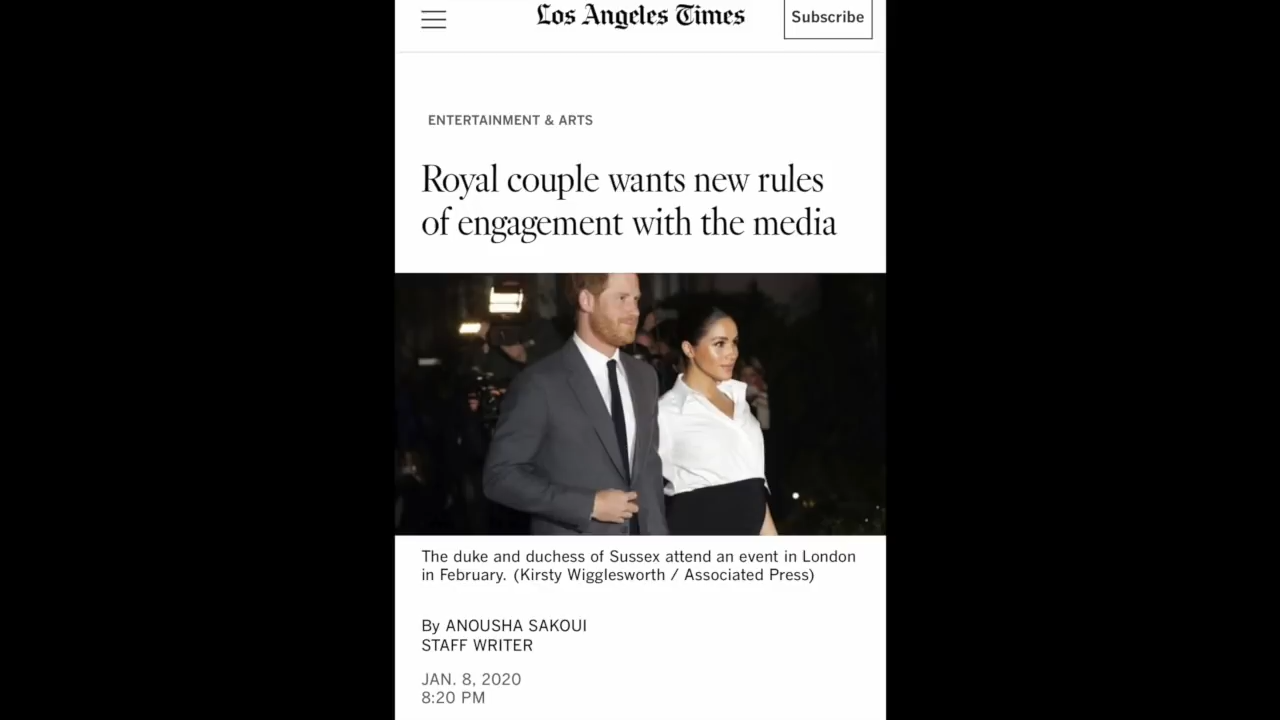 Los Angeles Times
Subscribe
ENTERTAINMENT & ARTS
Royal couple wants new rules
of engagement with the media
The duke and duchess of Sussex attend an event in London
in February. (Kirsty Wigglesworth / Associated Press)
By ANOUSHA SAKOUI
STAFF WRITER
JAN. 8, 2020
8:20 PM